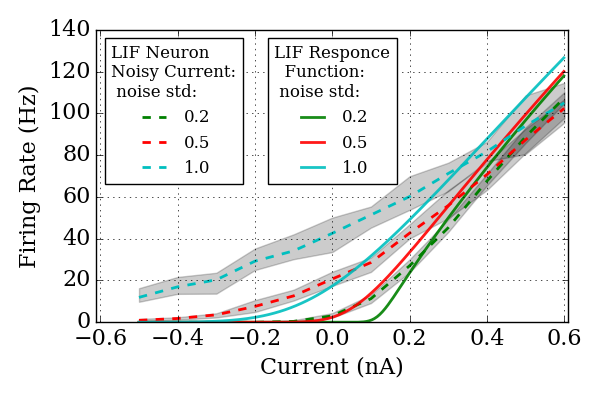 140
120
100
80
60
40
20
0
Firing Rate (Hz)
LIF Neuron
Noisy Current:
noise std:
0.2
0.5
1.0
LIF Responce
Function:
noise std:
0.2
0.5
1.0
−0.6 −0.4 −0.2 0.0 0.2 0.4 0.6
Current (nA)